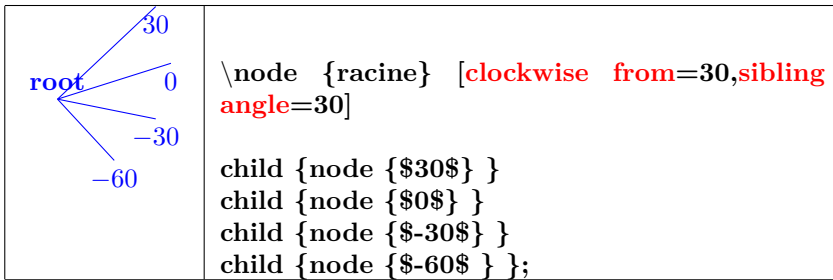 30
root
0
−30
−60
\node {racine} [clockwise from=30,sibling
angle=30]
child {node {$30$} }
child {node {$0$} }
child {node {$-30$} }
child {node {$-60$ } };